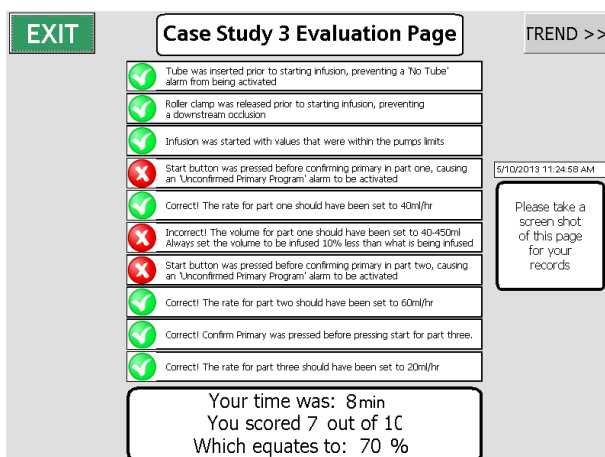 EXIT
Case Study 3 Evaluation Page
TREND >>
Tube was inserted prior to starting infusion, preventing a 'No Tube'
alarm from being activated
Roller clamp was released prior to starting infusion, preventing
a downstream occlusion
Infusion was started with values that were within the pumps limits
Start button was pressed before confirming primary in part one, causing
an 'Unconfirmed Primary Program' alarm to be activated
5/10/2013 11:24:58 AM
Correct! The rate for part one should have been set to 40ml/hr
Incorrect! The volume for part one should have been set to 40-450ml
Always set the volume to be infused 10% less than what is being infused
Start button was pressed before confirming primary in part two, causing
an 'Unconfirmed Primary Program' alarm to be activated
Correct! The rate for part two should have been set to 60ml/hr
Correct! Confirm Primary was pressed before pressing start for part three.
Correct! The rate for part three should have been set to 20ml/hr
Please take a
screen shot
of this page
for your
records
Your time was: 8min
You scored 7 out of 10
Which equates to: 70 %